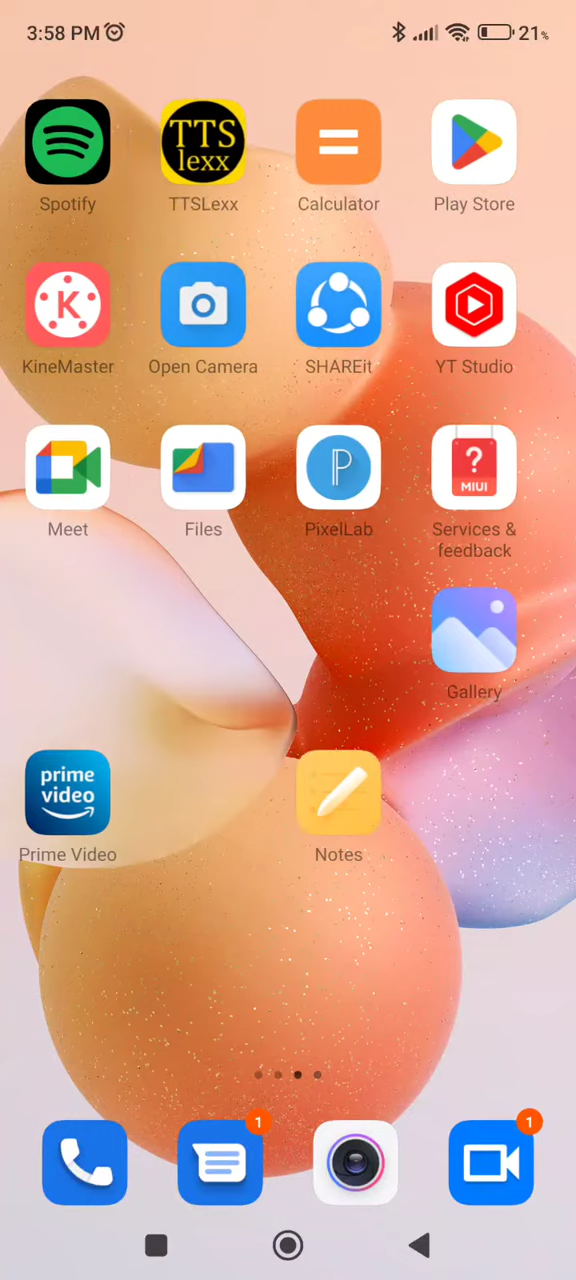 3:58 PM
21%
TTS
lexx
Spotify
TTSLexx
Calculator
Play Store
K
KineMaster
Open Camera
SHAREit
YT Studio
P
?
MIUI
Meet
Files
PixelLab
Services &
feedback
Gallery
prime
video
Prime Video
Notes
1
1